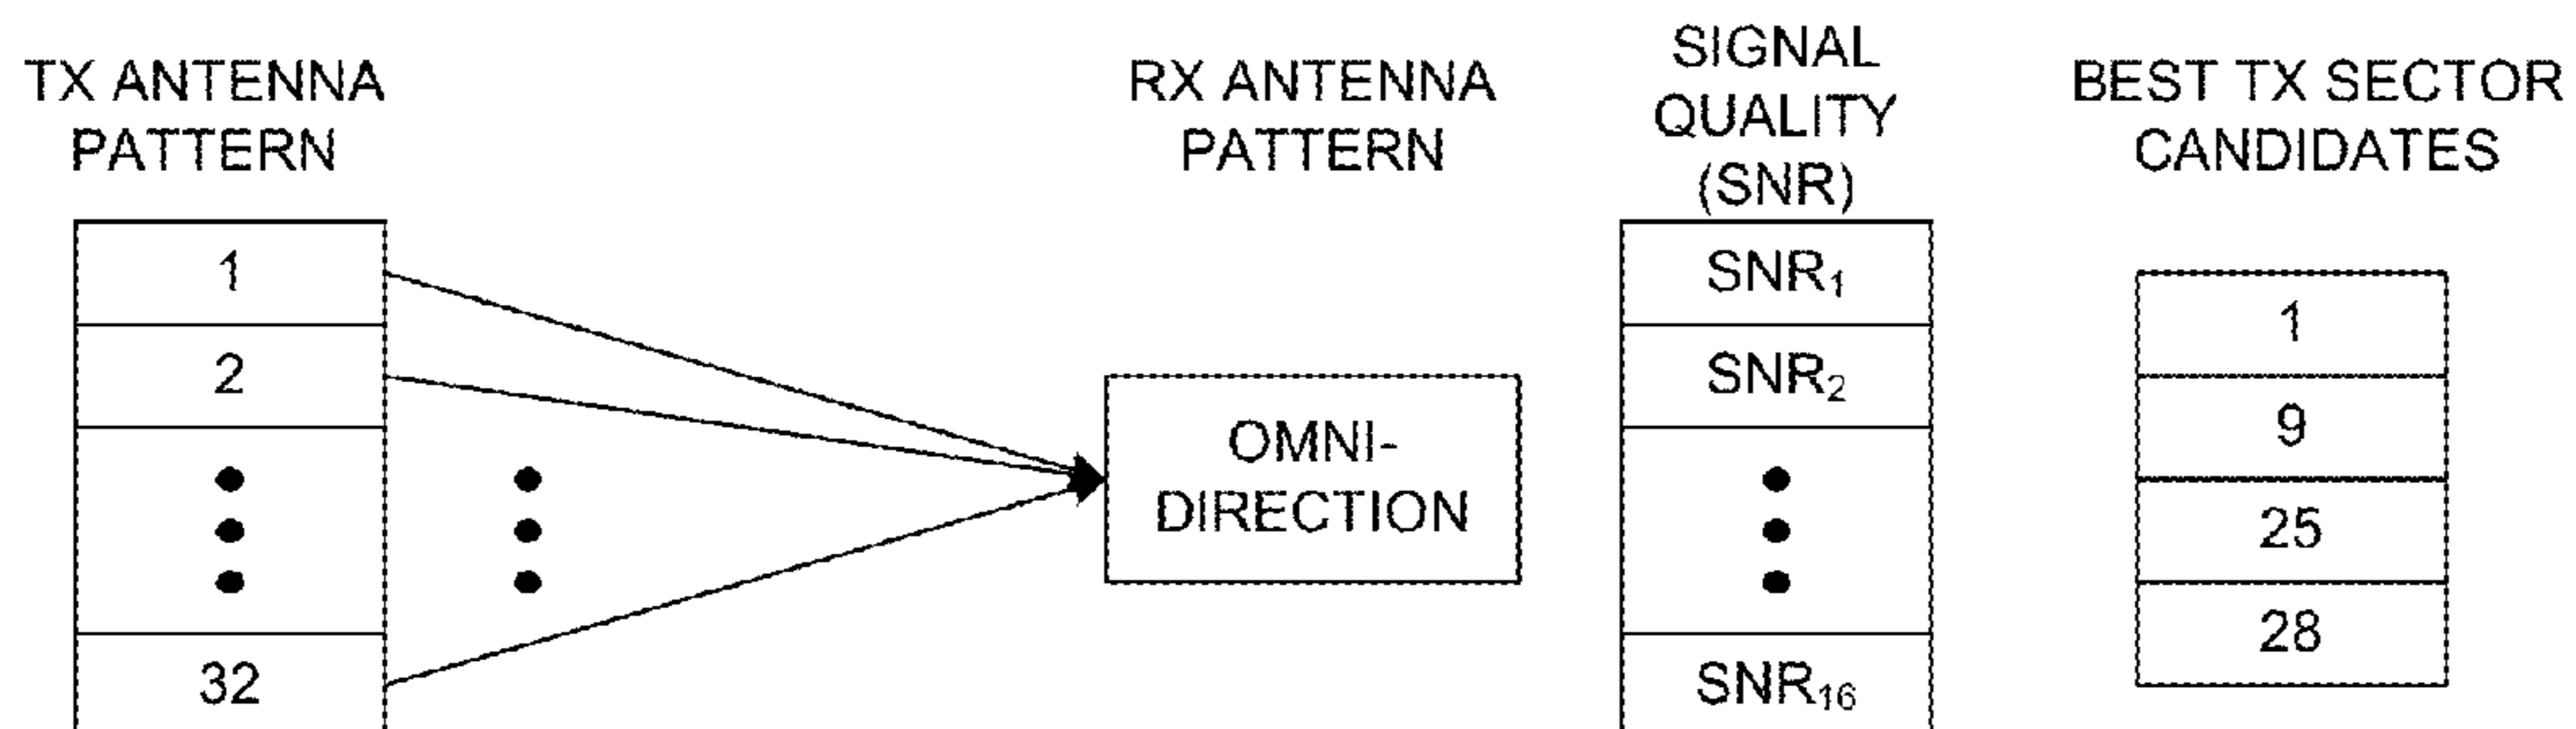 TX ANTENNA
PATTERN
1
2
32
RX ANTENNA
PATTERN
OMNI-
DIRECTION
SIGNAL
QUALITY
(SNR)
SNR₁
SNR₂
SNR₁₆
BEST TX SECTOR
CANDIDATES
1
9
25
28